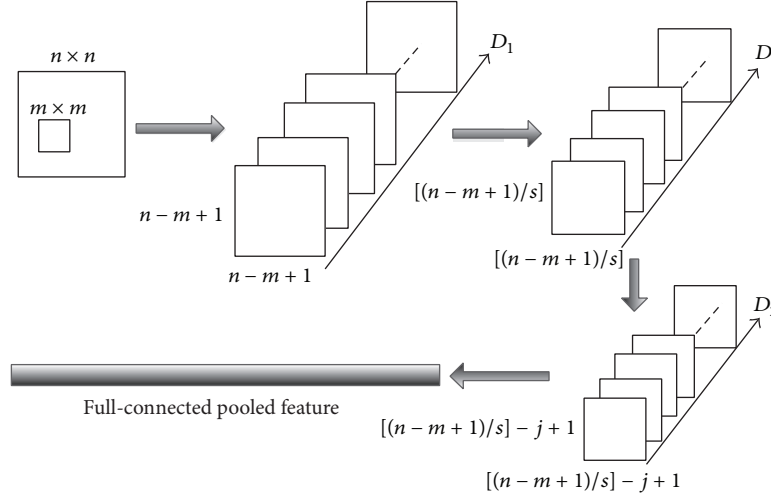 n × n
m × m
D₁
n − m + 1
n − m + 1
D
[(n − m + 1)/s]
[(n − m + 1)/s]
D
[(n − m + 1)/s] − j + 1
[(n − m + 1)/s] − j + 1
Full-connected pooled feature